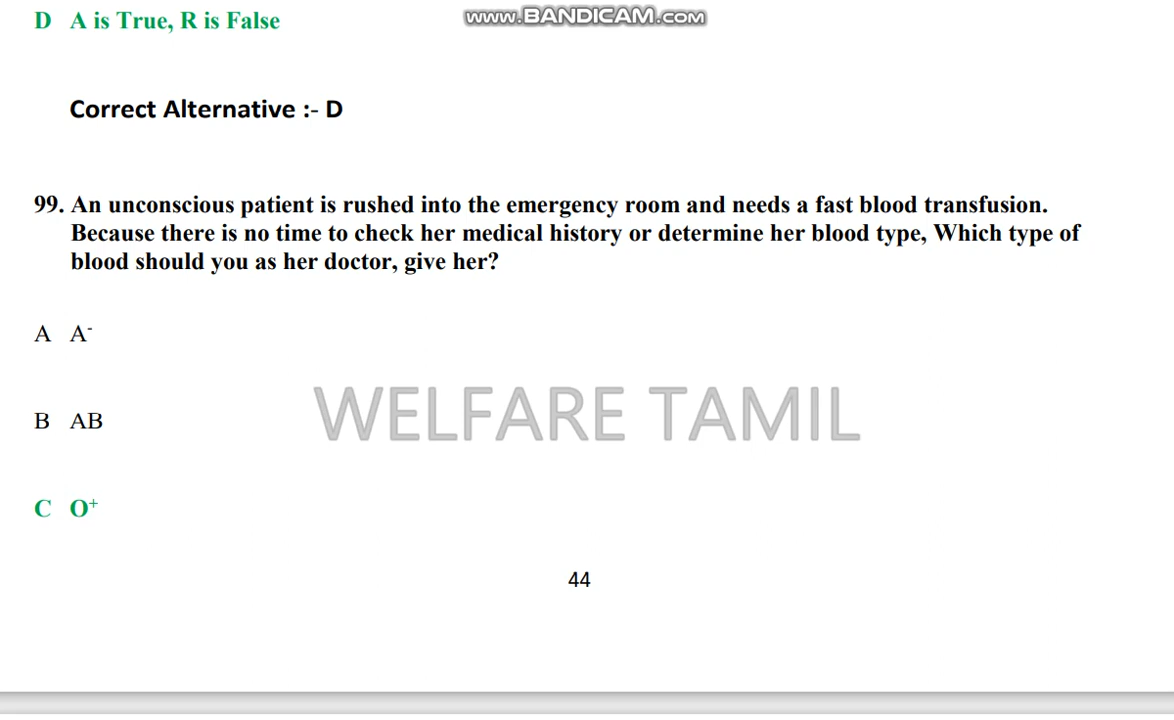 D A is True, R is False
www.BANDICAM.COM
Correct Alternative :- D
99. An unconscious patient is rushed into the emergency room and needs a fast blood transfusion.
Because there is no time to check her medical history or determine her blood type, Which type of
blood should you as her doctor, give her?
A A⁻
B AB
WELFARE TAMIL
C O⁺
44